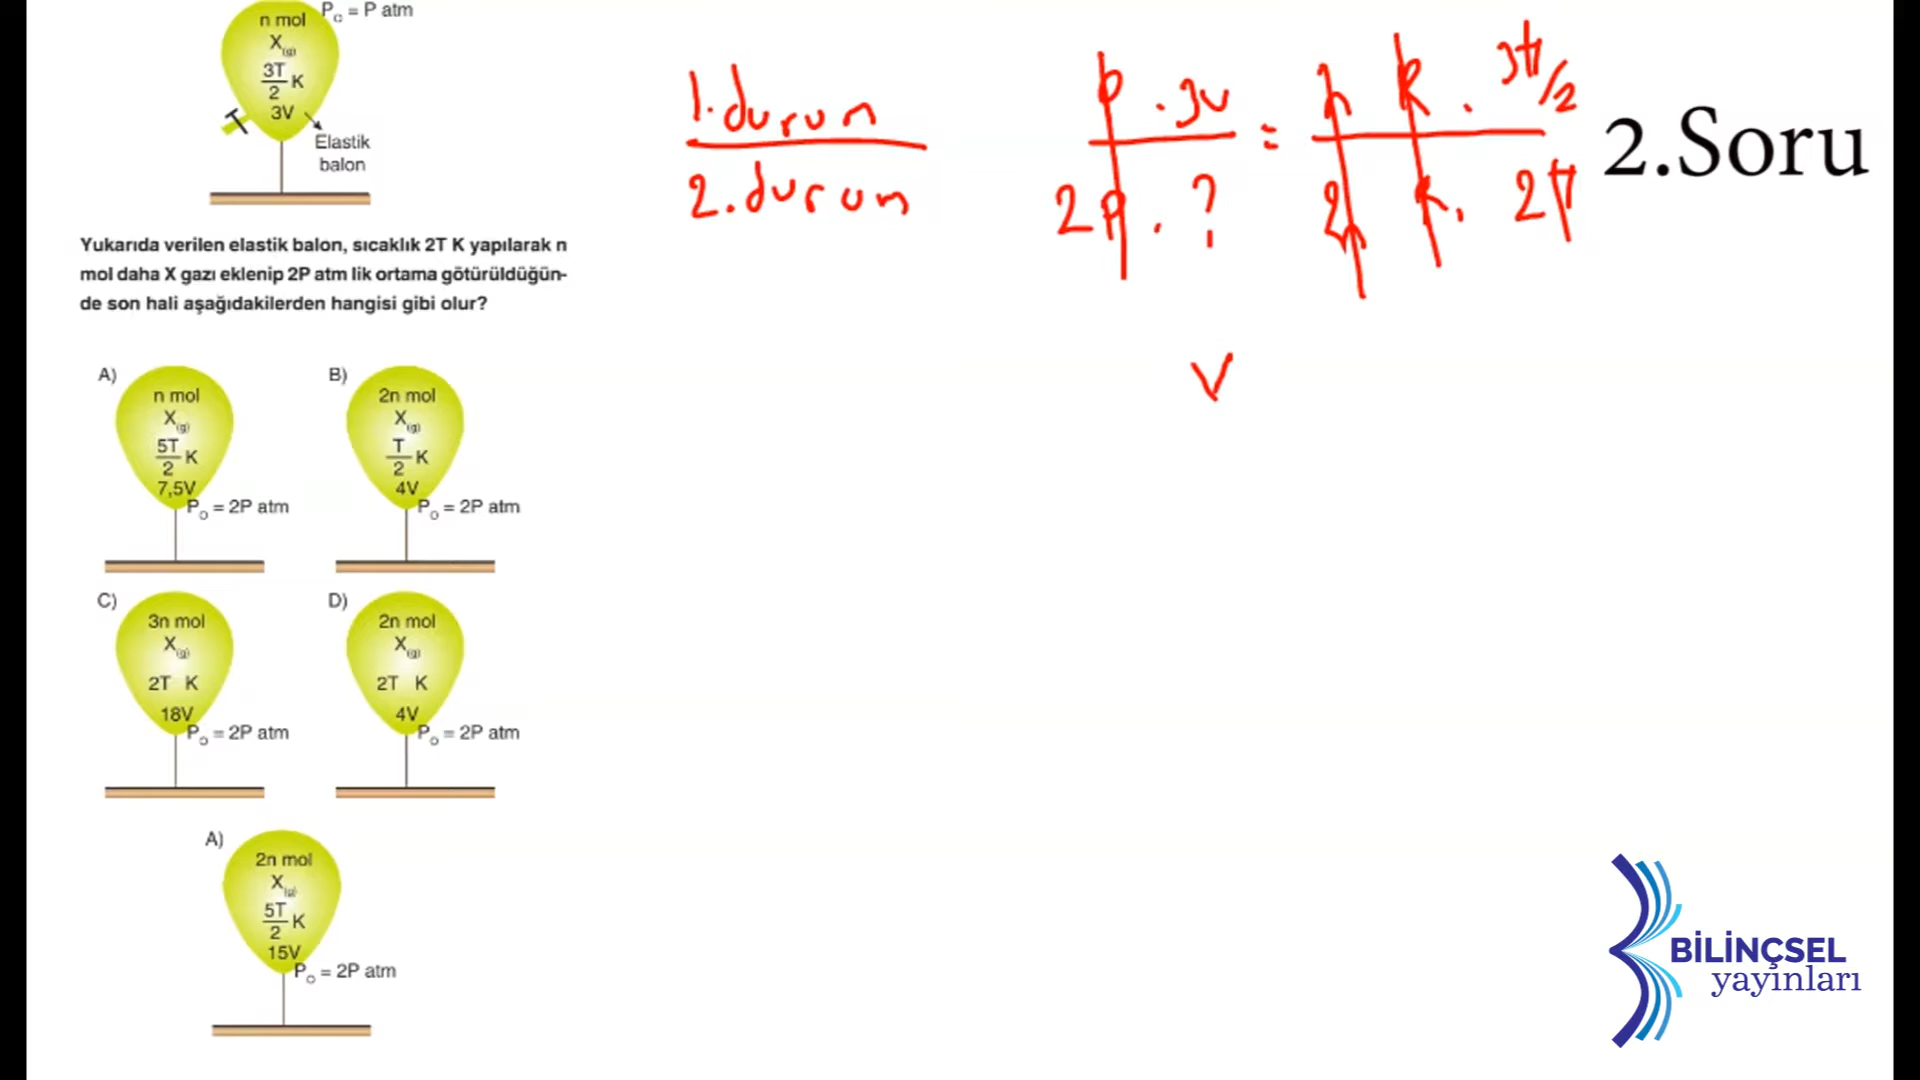 n mol
P₀ = P atm
X(g)
3T/2 K
3V
T
Elastik
balon
Yukarıda verilen elastik balon, sıcaklık 2T K yapılarak n
mol daha X gazı eklenip 2P atm lik ortama götürüldüğün-
de son hali aşağıdakilerden hangisi gibi olur?
A)
n mol
X(g)
5T/2 K
7,5V
P₀ = 2P atm
B)
2n mol
X(g)
T/2 K
4V
P₀ = 2P atm
C)
3n mol
X(g)
2T K
18V
P₀ = 2P atm
D)
2n mol
X(g)
2T K
4V
P₀ = 2P atm
A)
2n mol
X(g)
5T/2 K
15V
P₀ = 2P atm
1.durum
2.durum
P . 3V = n R . 3T/2
2P . ? 2n R . 2T
V
2.Soru
BİLİNÇSEL
yayınları